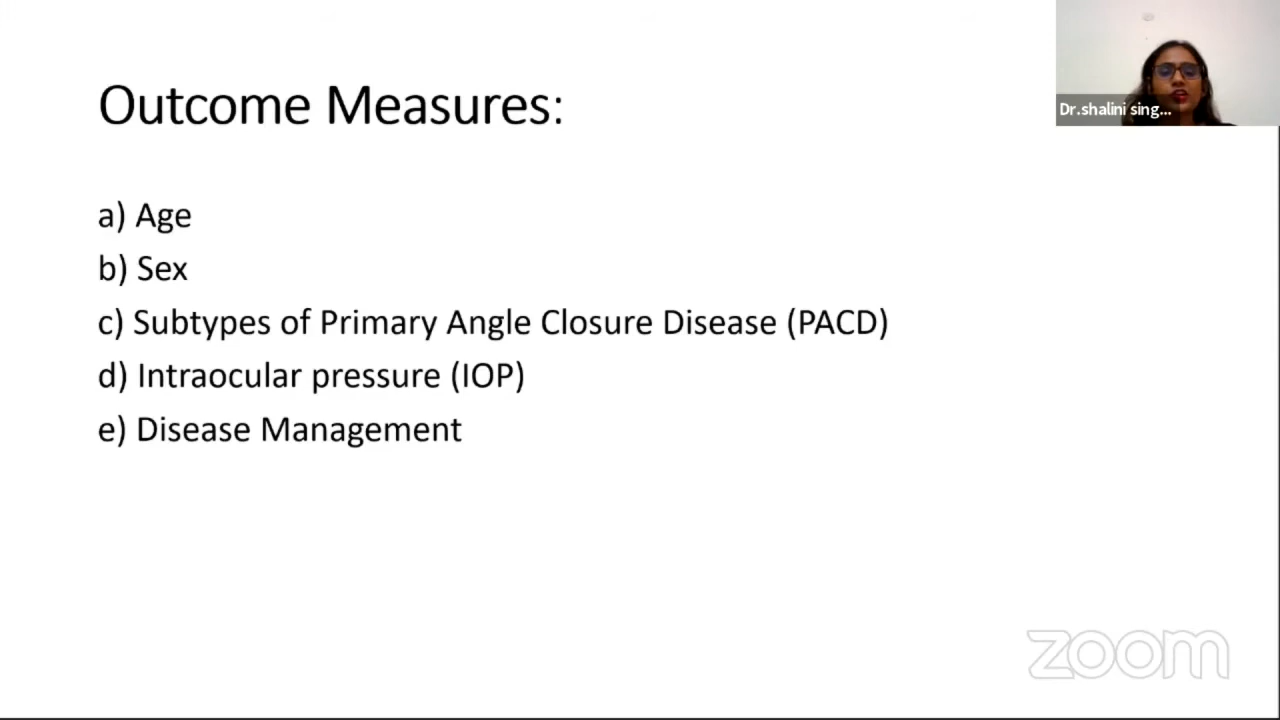 Outcome Measures:
a) Age
b) Sex
c) Subtypes of Primary Angle Closure Disease (PACD)
d) Intraocular pressure (IOP)
e) Disease Management
Dr.shalini sing...
zoom